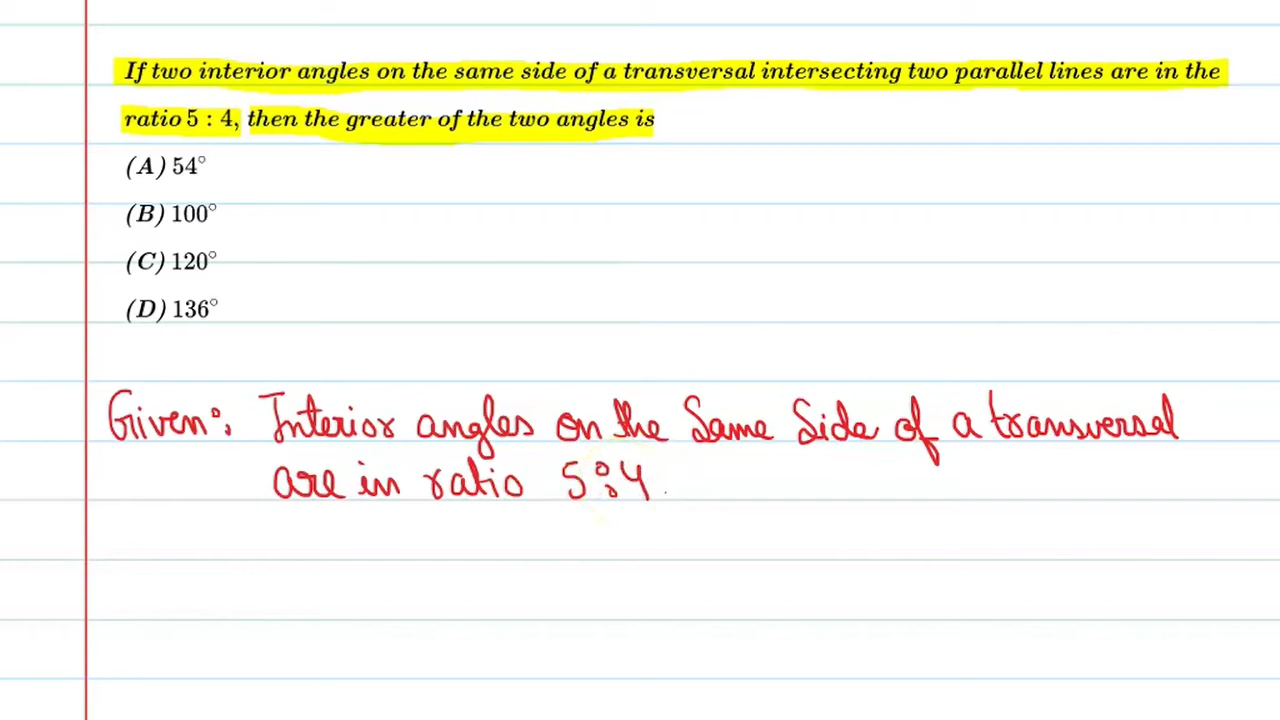 If two interior angles on the same side of a transversal intersecting two parallel lines are in the
ratio 5 : 4, then the greater of the two angles is
(A) 54°
(B) 100°
(C) 120°
(D) 136°
Given: Interior angles on the Same Side of a transversal
are in ratio 5:4